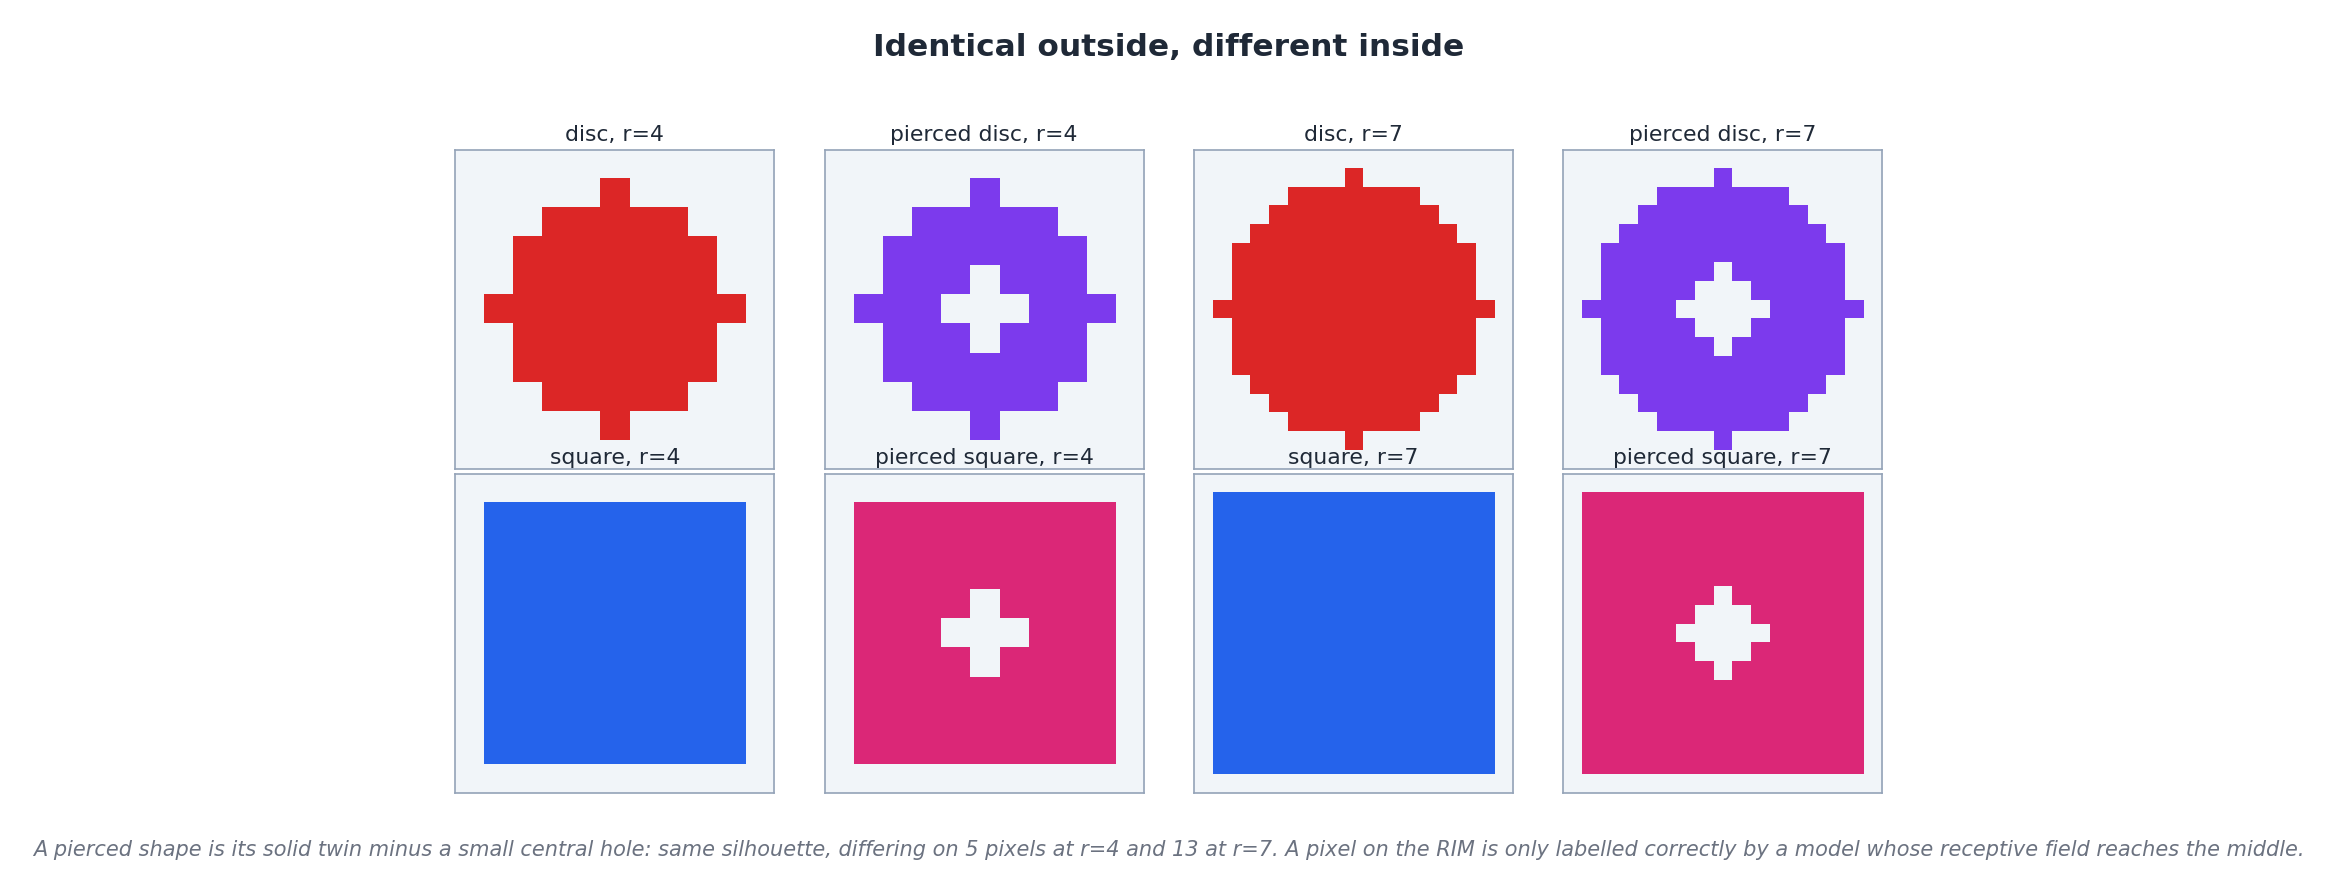 Identical outside, different inside
disc, r=4
pierced disc, r=4
disc, r=7
pierced disc, r=7
square, r=4
pierced square, r=4
square, r=7
pierced square, r=7
A pierced shape is its solid twin minus a small central hole: same silhouette, differing on 5 pixels at r=4 and 13 at r=7. A pixel on the RIM is only labelled correctly by a model whose receptive field reaches the middle.